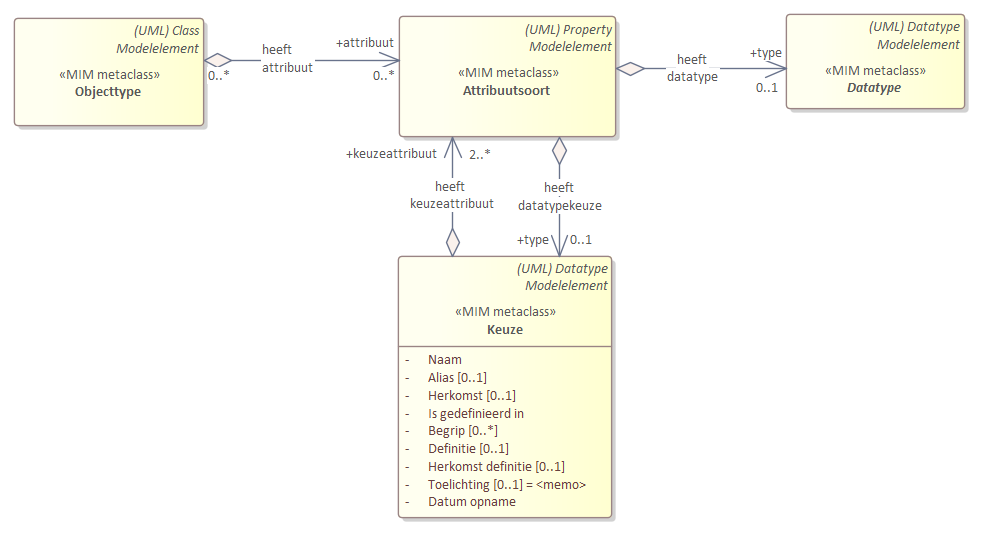 (UML) Class
Modelelement
«MIM metaclass»
Objecttype
0..*
heeft
attribuut
+attribuut
0..*
(UML) Property
Modelelement
«MIM metaclass»
Attribuutsoort
heeft
datatype
+type
0..1
(UML) Datatype
Modelelement
«MIM metaclass»
Datatype
+keuzeattribuut
2..*
heeft
keuzeattribuut
heeft
datatypekeuze
+type
0..1
(UML) Datatype
Modelelement
«MIM metaclass»
Keuze
- Naam
- Alias [0..1]
- Herkomst [0..1]
- Is gedefinieerd in
- Begrip [0..*]
- Definitie [0..1]
- Herkomst definitie [0..1]
- Toelichting [0..1] = <memo>
- Datum opname